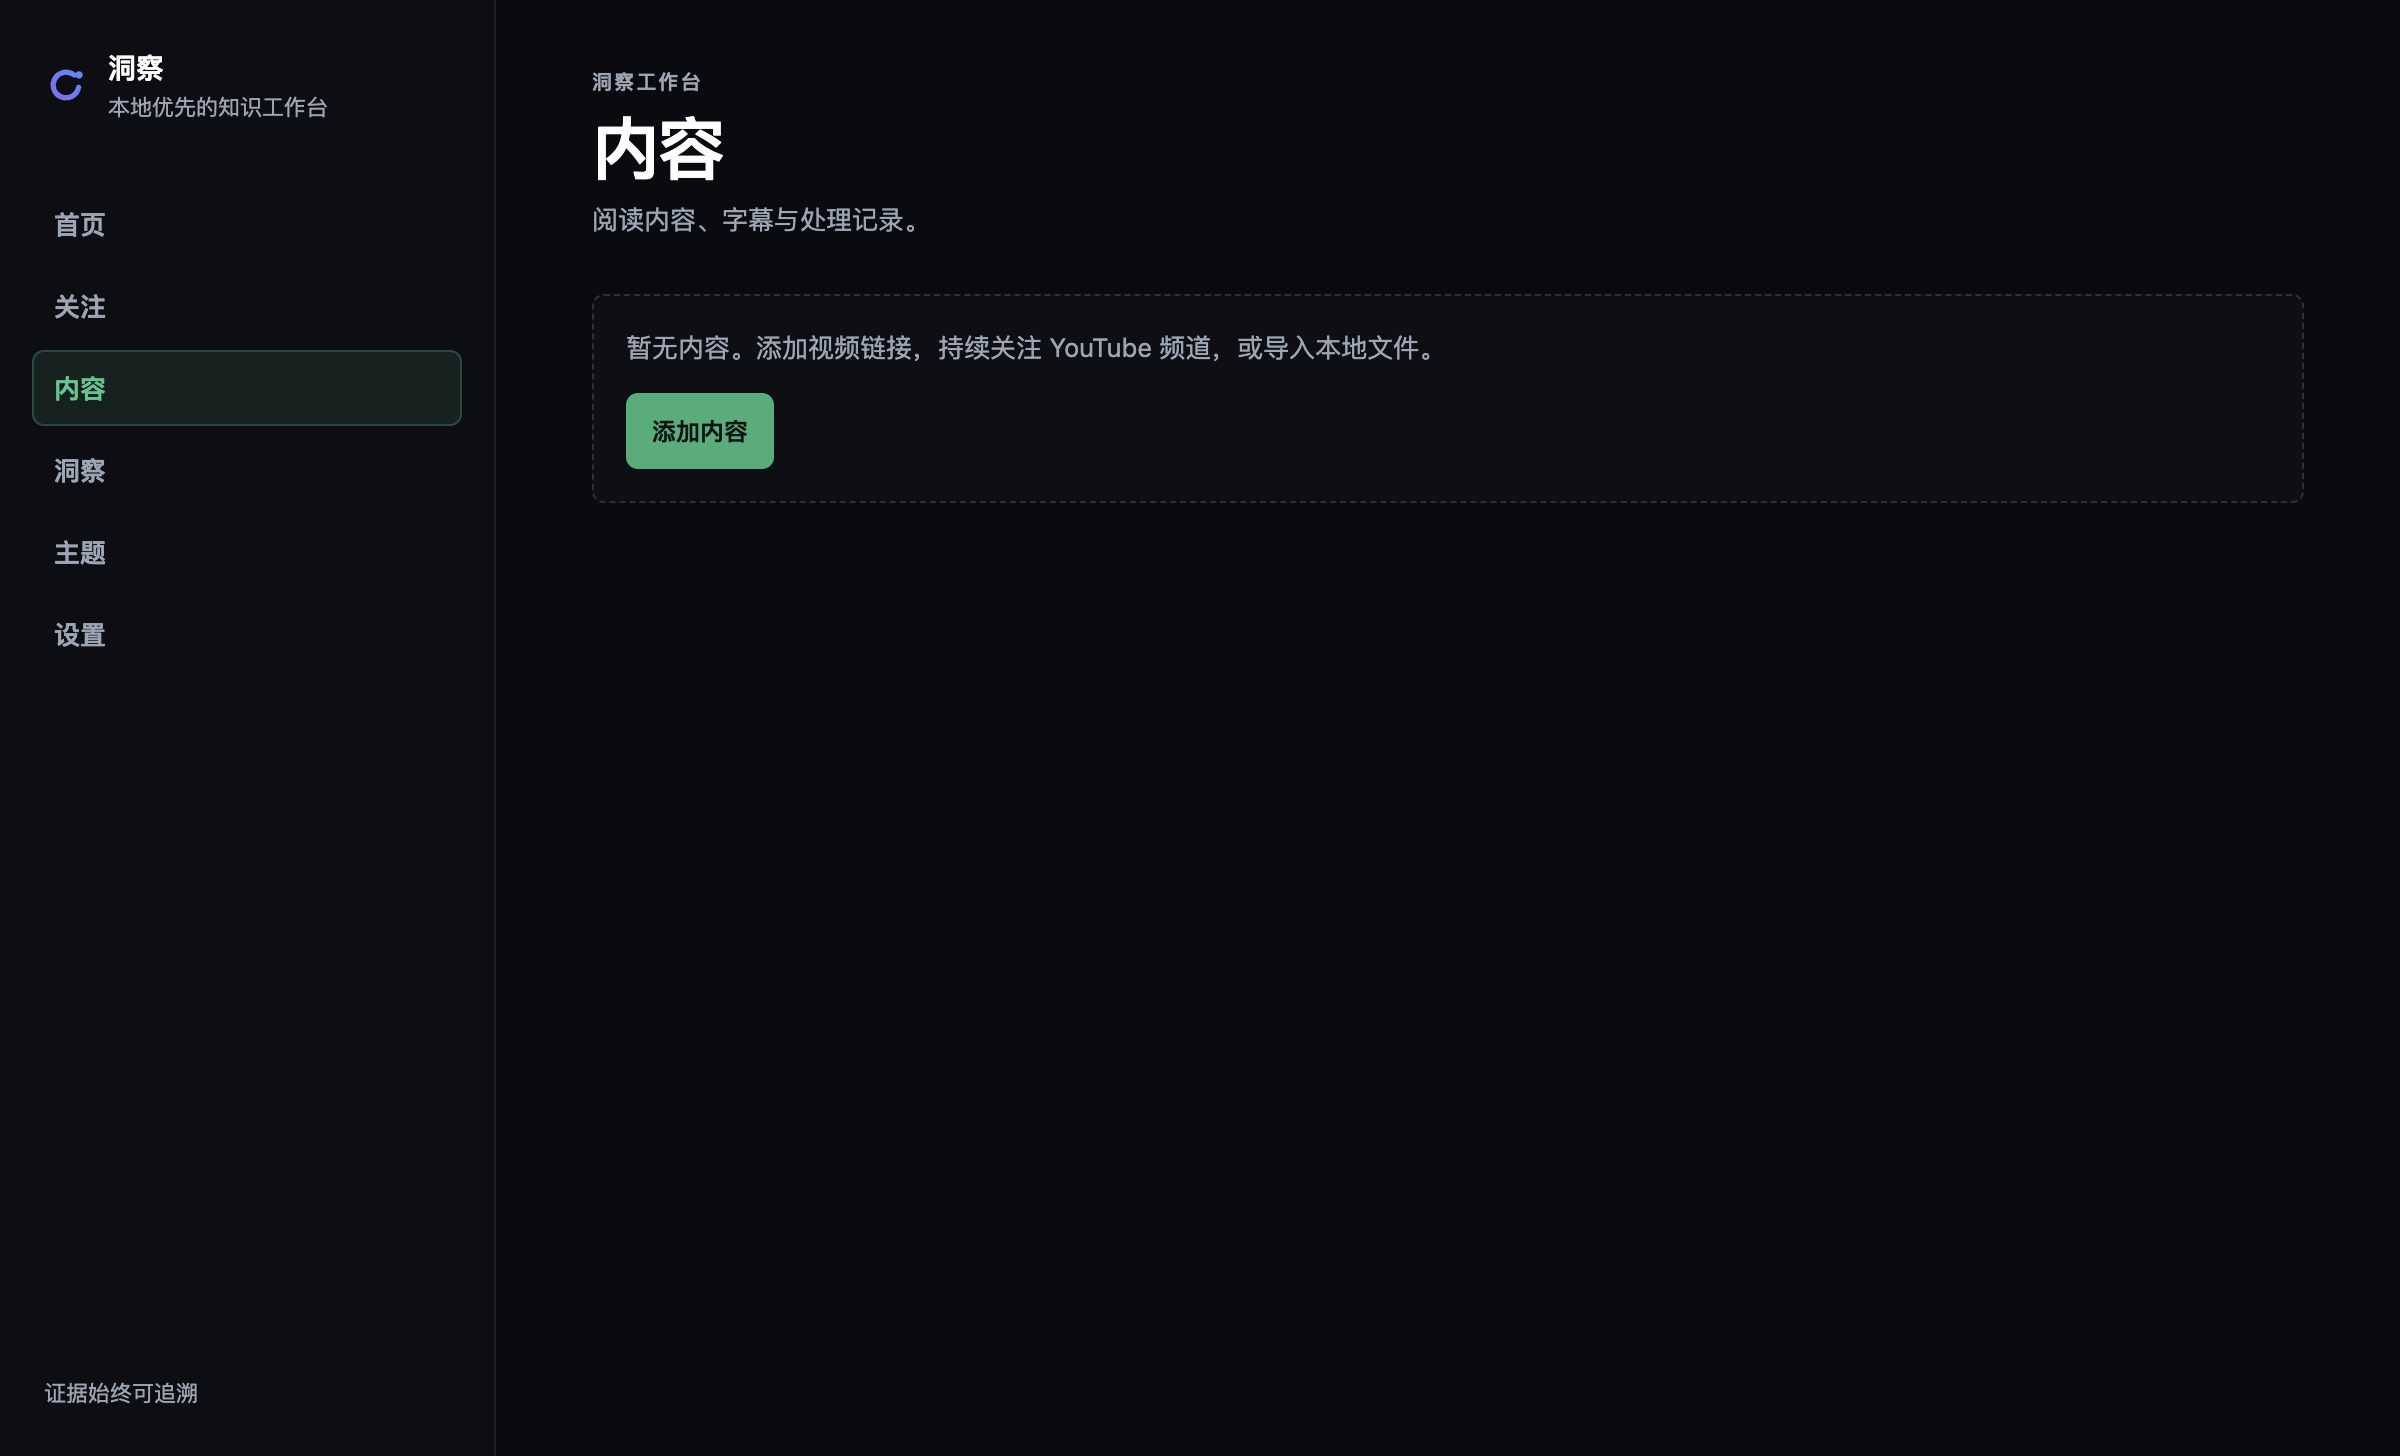 洞察
本地优先的知识工作台
首页
关注
内容
洞察
主题
设置
证据始终可追溯
洞察工作台
内容
阅读内容、字幕与处理记录。
暂无内容。添加视频链接，持续关注 YouTube 频道，或导入本地文件。
添加内容